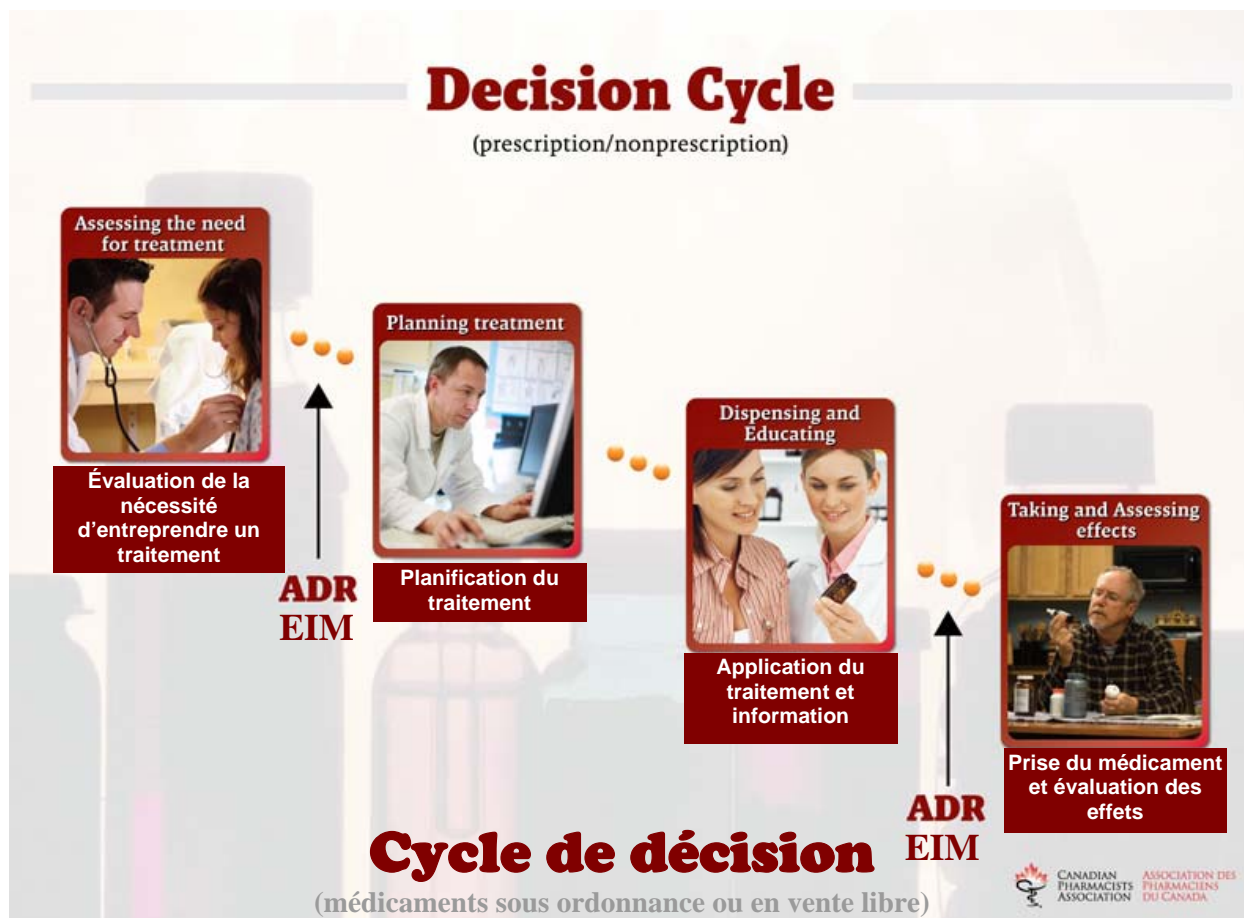 Decision Cycle
(prescription/nonprescription)
Assessing the need
for treatment
Évaluation de la
nécessité
d'entreprendre un
traitement
ADR
EIM
Planning treatment
Planification du
traitement
Dispensing and
Educating
Application du
traitement et
information
ADR
EIM
Taking and Assessing
effects
Prise du médicament
et évaluation des
effets
Cycle de décision
(médicaments sous ordonnance ou en vente libre)
CANADIAN
PHARMACISTS
ASSOCIATION
ASSOCIATION DES
PHARMACIENS
DU CANADA